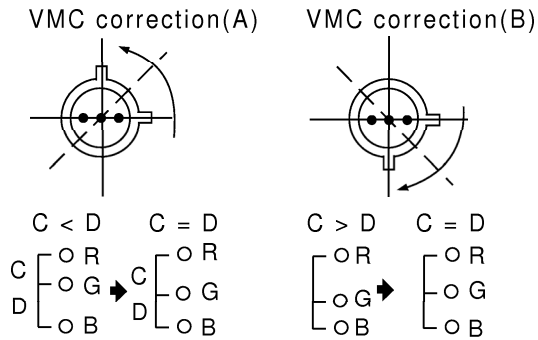 VMC correction(A)
VMC correction(B)
C < D
C = D
C > D
C = D
C
D
R
G
B
C
D
R
G
B
R
G
B
R
G
B